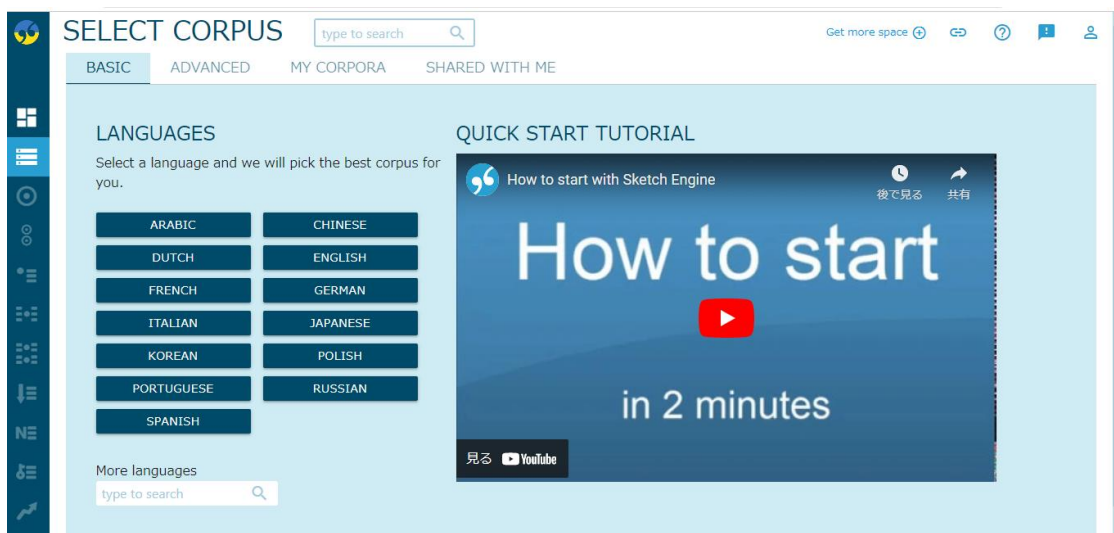 SELECT CORPUS
type to search
Get more space
BASIC
ADVANCED
MY CORPORA
SHARED WITH ME
LANGUAGES
Select a language and we will pick the best corpus for
you.
ARABIC
CHINESE
DUTCH
ENGLISH
FRENCH
GERMAN
ITALIAN
JAPANESE
KOREAN
POLISH
PORTUGUESE
RUSSIAN
SPANISH
More languages
type to search
QUICK START TUTORIAL
How to start with Sketch Engine
後で見る
共有
How to start
in 2 minutes
見る YouTube